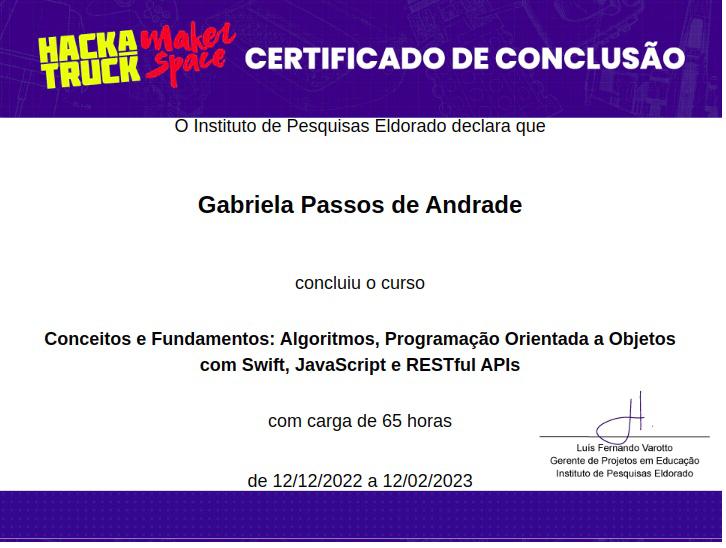 HACKA
TRUCK
Maker
Space
CERTIFICADO DE CONCLUSÃO
O Instituto de Pesquisas Eldorado declara que
Gabriela Passos de Andrade
concluiu o curso
Conceitos e Fundamentos: Algoritmos, Programação Orientada a Objetos
com Swift, JavaScript e RESTful APIs
com carga de 65 horas
Luis Fernando Varotto
Gerente de Projetos em Educação
Instituto de Pesquisas Eldorado
de 12/12/2022 a 12/02/2023